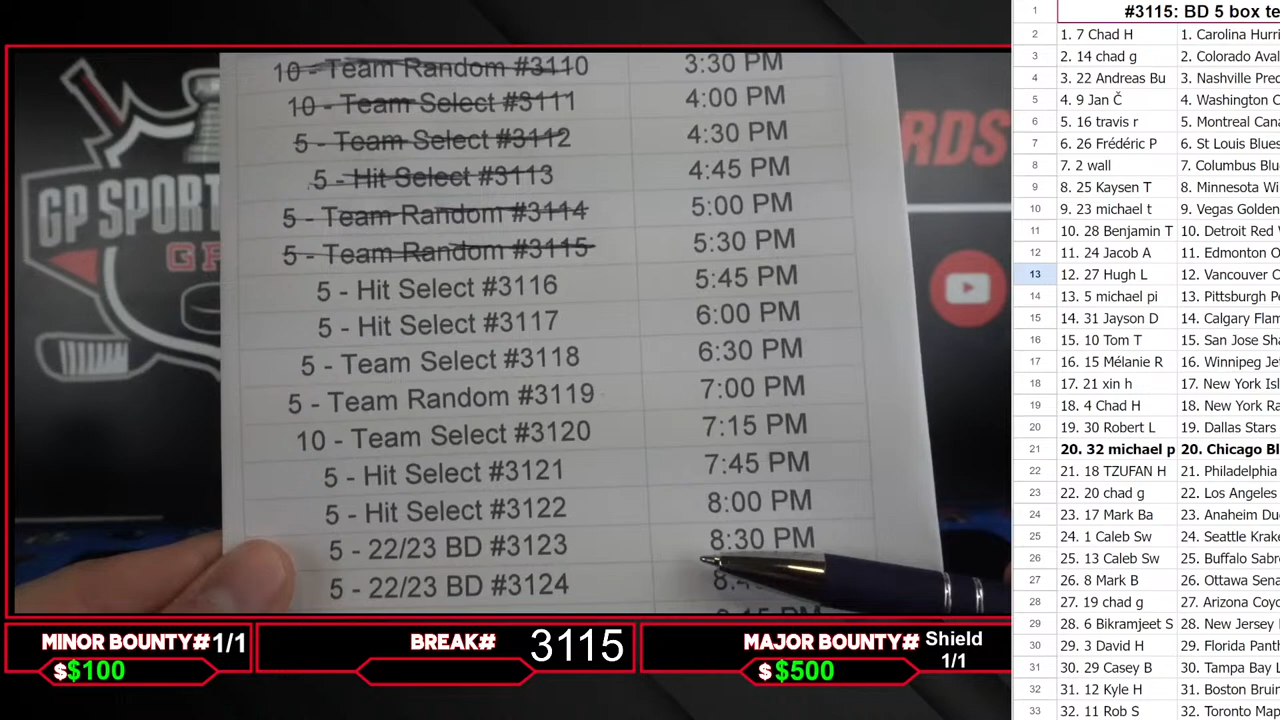 10 - Team Random #3110 3:30 PM
10 - Team Select #3111 4:00 PM
5 - Team Select #3112 4:30 PM
5 - Hit Select #3113 4:45 PM
5 - Team Random #3114 5:00 PM
5 - Team Random #3115 5:30 PM
5 - Hit Select #3116 5:45 PM
5 - Hit Select #3117 6:00 PM
5 - Team Select #3118 6:30 PM
5 - Team Random #3119 7:00 PM
10 - Team Select #3120 7:15 PM
5 - Hit Select #3121 7:45 PM
5 - Hit Select #3122 8:00 PM
5 - 22/23 BD #3123 8:30 PM
5 - 22/23 BD #3124
GP SPORT
RDS
MINOR BOUNTY# 1/1
$ $100
BREAK# 3115
MAJOR BOUNTY# Shield 1/1
$ $500
1 #3115: BD 5 box te
2 1. 7 Chad H 1. Carolina Hurri
3 2. 14 chad g 2. Colorado Aval
4 3. 22 Andreas Bu 3. Nashville Pred
5 4. 9 Jan Č 4. Washington C
6 5. 16 travis r 5. Montreal Cana
7 6. 26 Frédéric P 6. St Louis Blues
8 7. 2 wall 7. Columbus Blu
9 8. 25 Kaysen T 8. Minnesota Wi
10 9. 23 michael t 9. Vegas Golden
11 10. 28 Benjamin T 10. Detroit Red W
12 11. 24 Jacob A 11. Edmonton O
13 12. 27 Hugh L 12. Vancouver C
14 13. 5 michael pi 13. Pittsburgh P
15 14. 31 Jayson D 14. Calgary Flam
16 15. 10 Tom T 15. San Jose Sha
17 16. 15 Mélanie R 16. Winnipeg Je
18 17. 21 xin h 17. New York Isl
19 18. 4 Chad H 18. New York Ra
20 19. 30 Robert L 19. Dallas Stars
21 20. 32 michael p 20. Chicago Bl
22 21. 18 TZUFAN H 21. Philadelphia
23 22. 20 chad g 22. Los Angeles
24 23. 17 Mark Ba 23. Anaheim Du
25 24. 1 Caleb Sw 24. Seattle Krake
26 25. 13 Caleb Sw 25. Buffalo Sabre
27 26. 8 Mark B 26. Ottawa Sena
28 27. 19 chad g 27. Arizona Coyo
29 28. 6 Bikramjeet S 28. New Jersey
30 29. 3 David H 29. Florida Panth
31 30. 29 Casey B 30. Tampa Bay
32 31. 12 Kyle H 31. Boston Bruin
33 32. 11 Rob S 32. Toronto Map